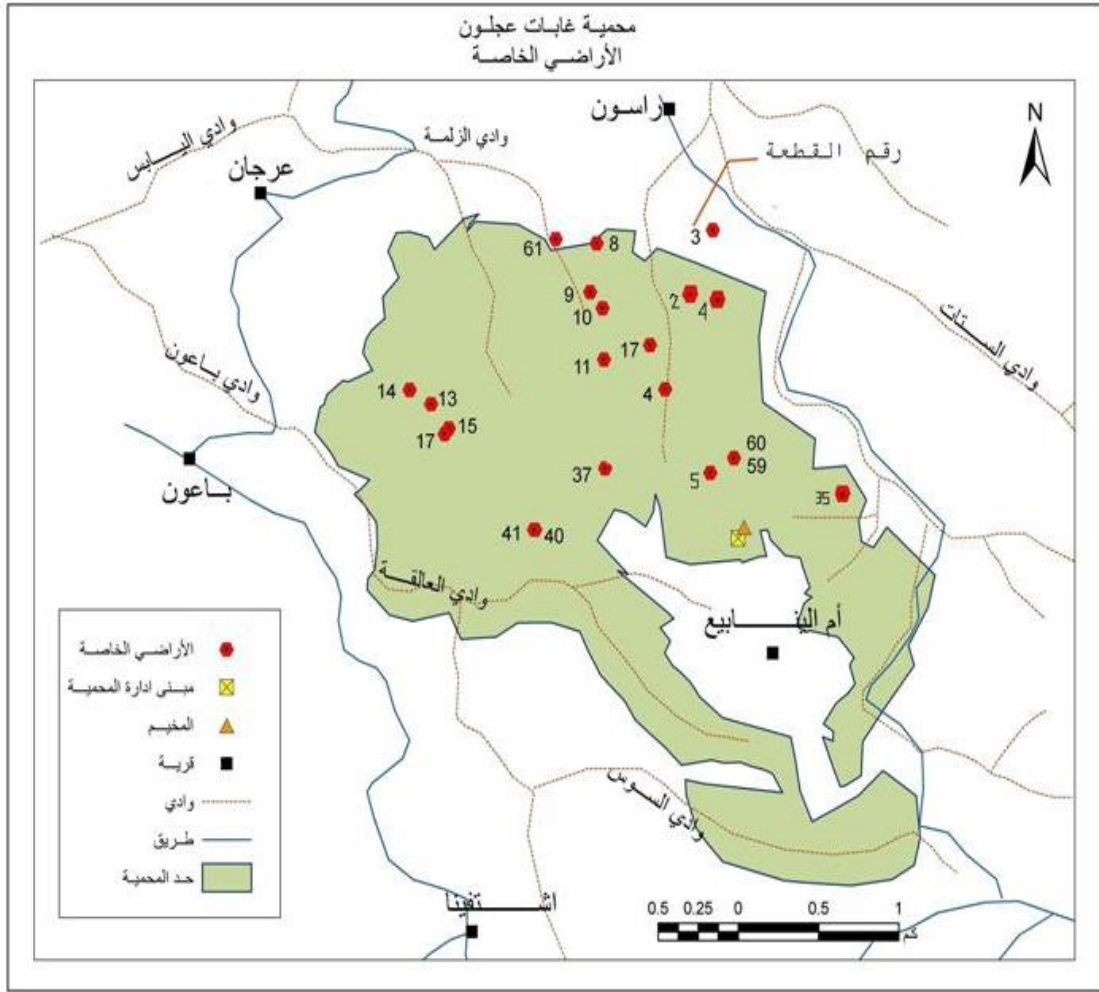 محمية غابات عجلون
الأراضي الخاصة
راسون
N
وادي اليابس
وادي الزلمة
رقم القطعة
عرجان
3
61
8
9
2
4
10
وادي الستات
17
11
وادي باعون
14
13
4
15
17
60
59
باعون
37
5
35
41
40
وادي العالقة
أم الينابيع
الأراضي الخاصة
مبنى ادارة المحمية
المخيم
قرية
وادي
طريق
حد المحمية
وادي السوس
اشتفينا
0.5 0.25 0 0.5 1
كم